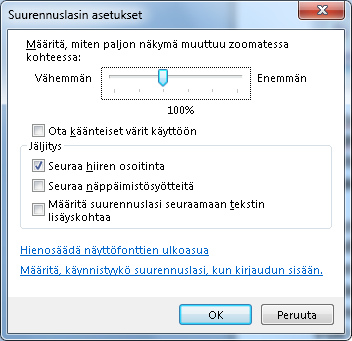 Suurennuslasin asetukset
Määritä, miten paljon näkymä muuttuu zoomatessa
kohteessa:
Vähemmän Enemmän
100%
Ota käänteiset värit käyttöön
Jäljitys
Seuraa hiiren osoitinta
Seuraa näppäimistösyötteitä
Määritä suurennuslasi seuraamaan tekstin
lisäyskohtaa
Hienosäädä näyttöfonttien ulkoasua
Määritä, käynnistyykö suurennuslasi, kun kirjaudun sisään.
OK Peruuta